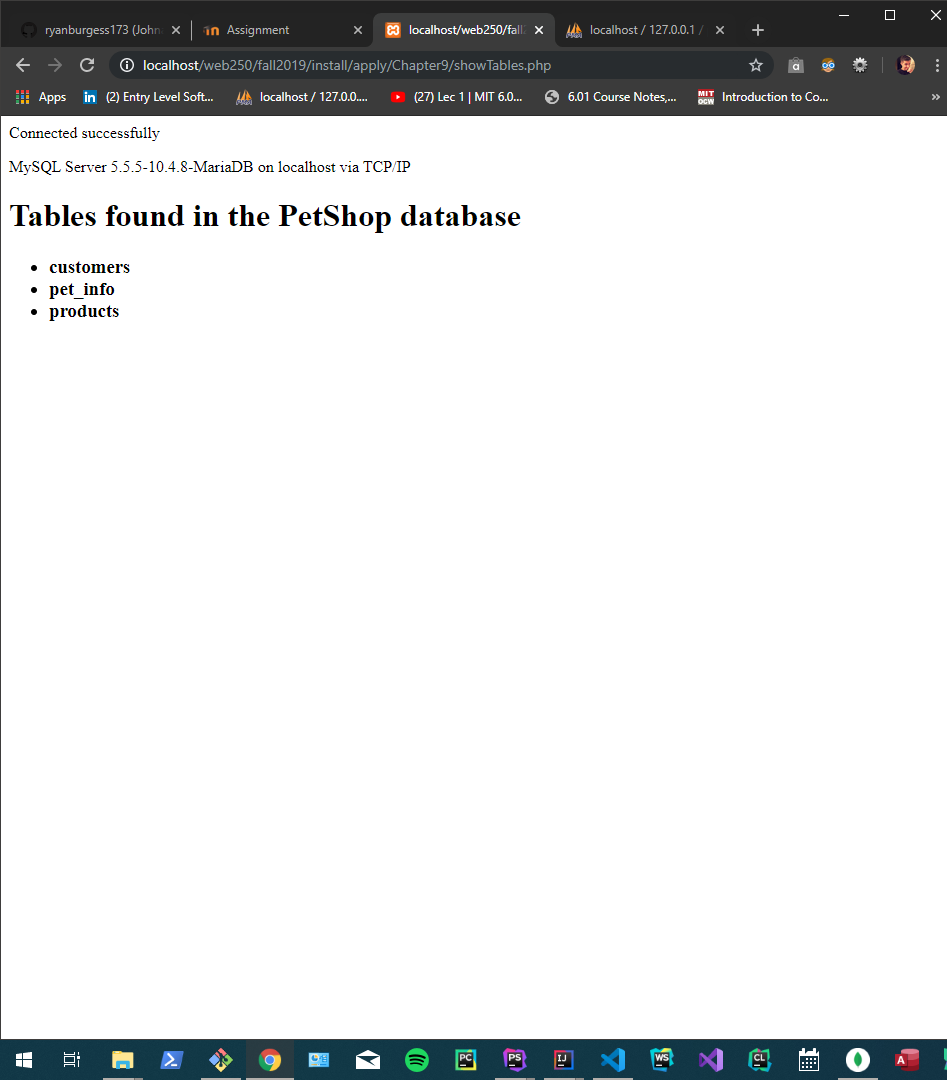 ryanburgess173 (John
Assignment
localhost/web250/fall
localhost / 127.0.0.1 /
localhost/web250/fall2019/install/apply/Chapter9/showTables.php
a
Apps
in
(2) Entry Level Soft...
localhost / 127.0.0....
(27) Lec 1 | MIT 6.0...
6.01 Course Notes,...
MIT
OCW
Introduction to Co...
»
Connected successfully
MySQL Server 5.5.5-10.4.8-MariaDB on localhost via TCP/IP
Tables found in the PetShop database
• customers
• pet_info
• products
PC
PS
IJ
WS
CL
A